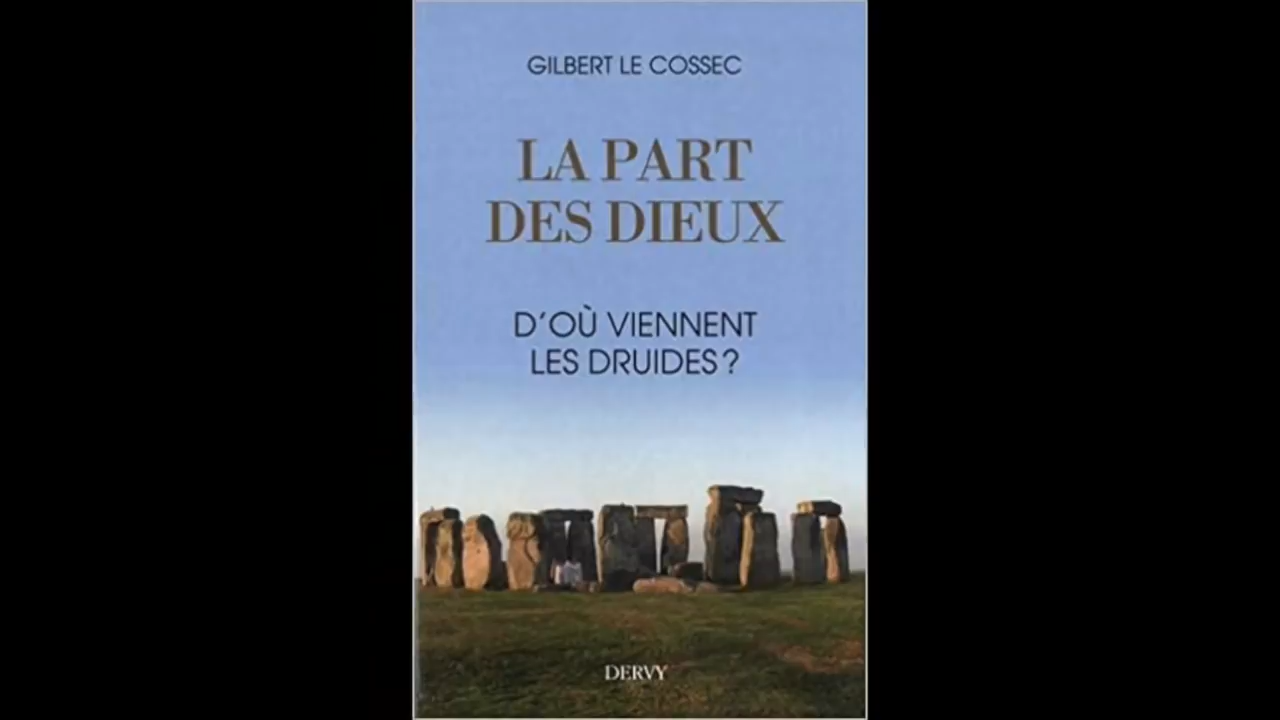 GILBERT LE COSSEC
LA PART
DES DIEUX
D'OÙ VIENNENT
LES DRUIDES?
DERVY